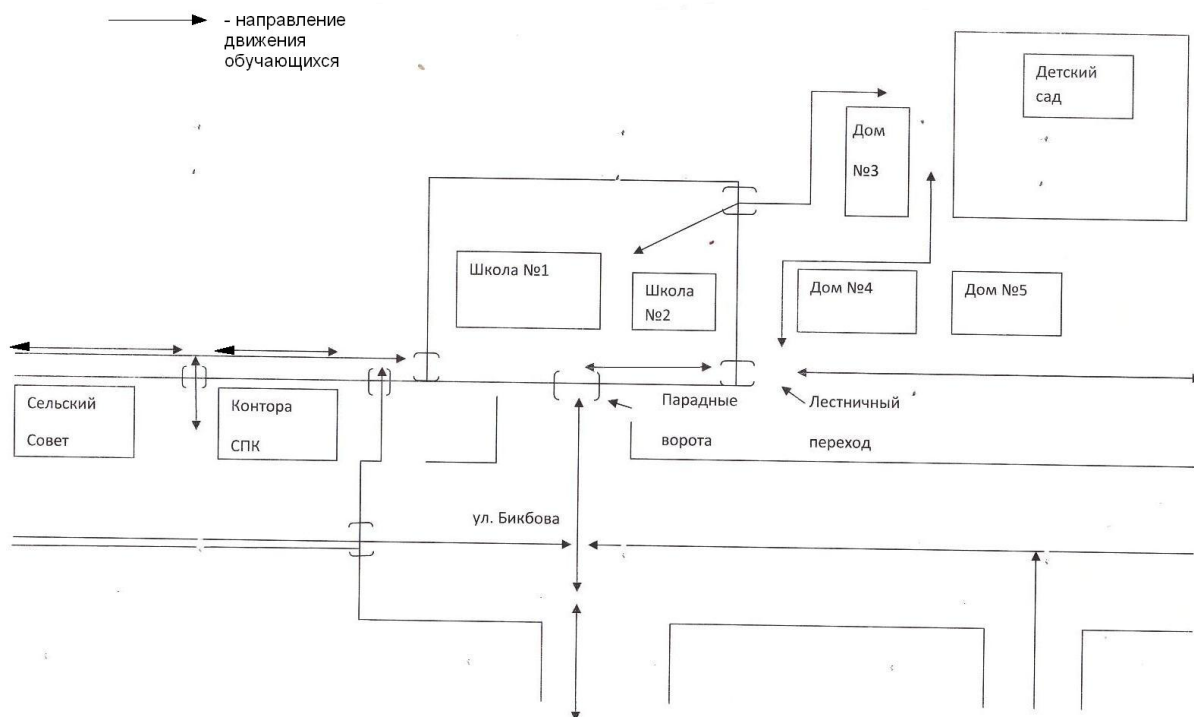 - направление
движения
обучающихся
Детский
сад
Дом
№3
Школа №1
Школа
№2
Дом №4
Дом №5
Сельский
Совет
Контора
СПК
Парадные
ворота
Лестничный
переход
ул. Бикбова